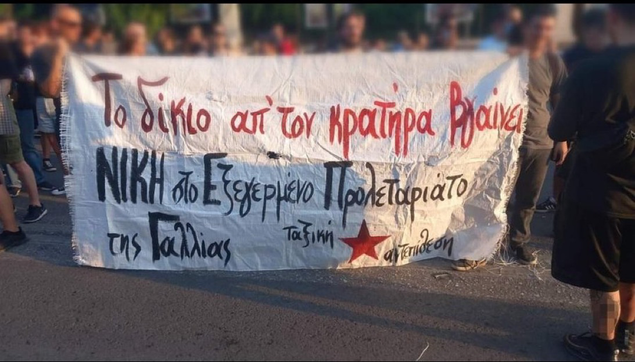 Το δίκιο απ' τον κρατήρα βγαίνει
ΝΙΚΗ στο Εξεγερμένο Προλεταριάτο
της Γαλλίας Ταξική αντεπίθεση